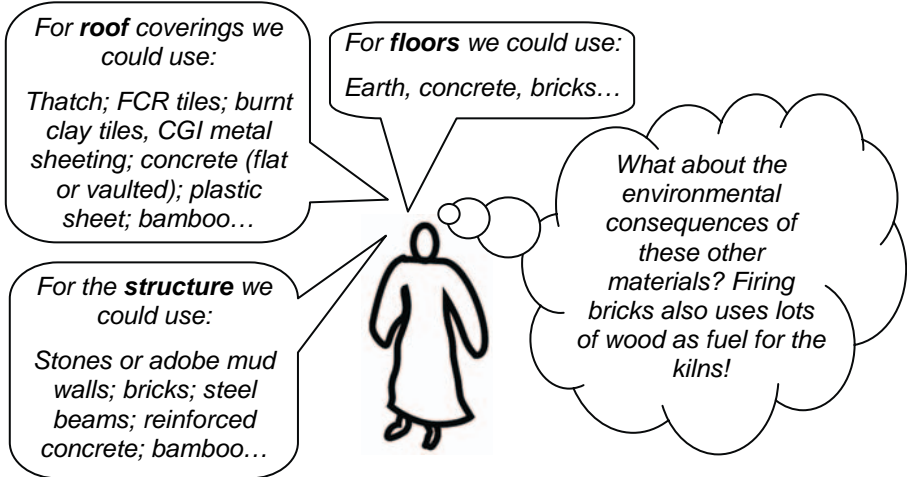 For roof coverings we
could use:
Thatch; FCR tiles; burnt
clay tiles, CGI metal
sheeting; concrete (flat
or vaulted); plastic
sheet; bamboo…
For floors we could use:
Earth, concrete, bricks…
For the structure we
could use:
Stones or adobe mud
walls; bricks; steel
beams; reinforced
concrete; bamboo…
What about the
environmental
consequences of
these other
materials? Firing
bricks also uses lots
of wood as fuel for the
kilns!